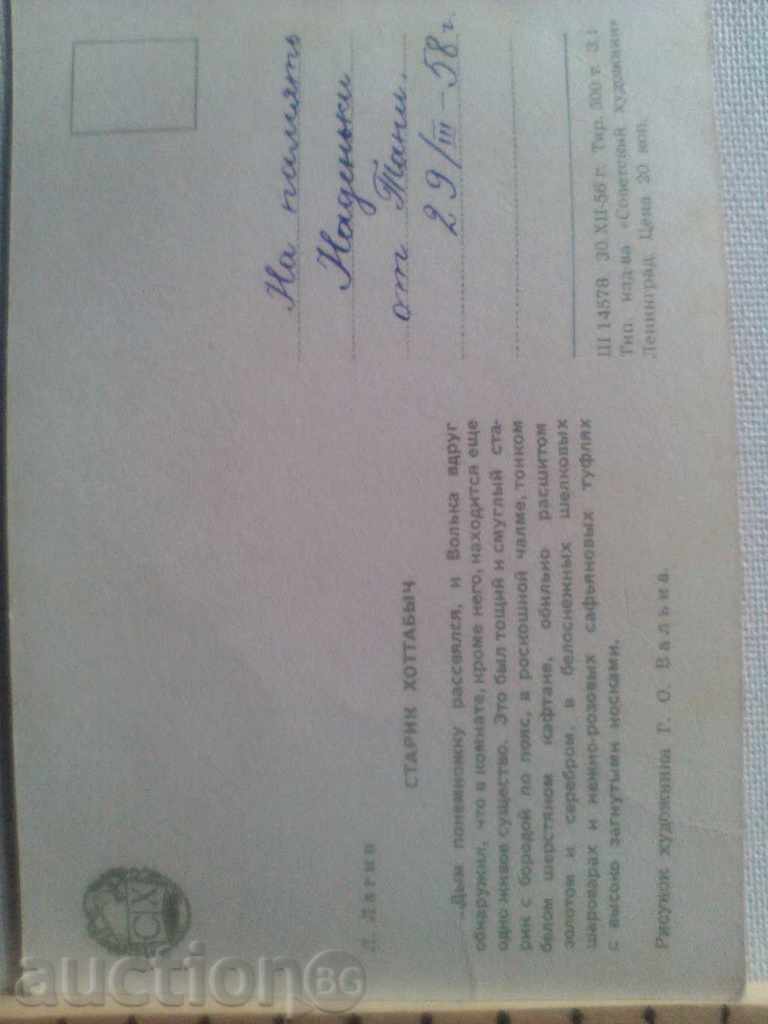 СХ
Л. Лагин
СТАРИК ХОТТАБЫЧ
„Дым понемножку рассеялся, и Волька вдруг
обнаружил, что в комнате, кроме него, находится еще
одно живое существо. Это был тощий и смуглый ста-
рик с бородой по пояс, в роскошной чалме, тонком
белом шерстяном кафтане, обильно расшитом
золотом и серебром, в белоснежных шелковых
шароварах и нежно-розовых сафьяновых туфлях
с высоко загнутыми носками.
Рисунок художника Г. О. Валька.
На память
Наденьки
от Тани.
29/III-58 г.
Ш 14578 30.XII-56 г. Тир. 300 т. З.1
Тип. изд-ва «Советский художник»
Ленинград. Цена 20 коп.
auctionBG